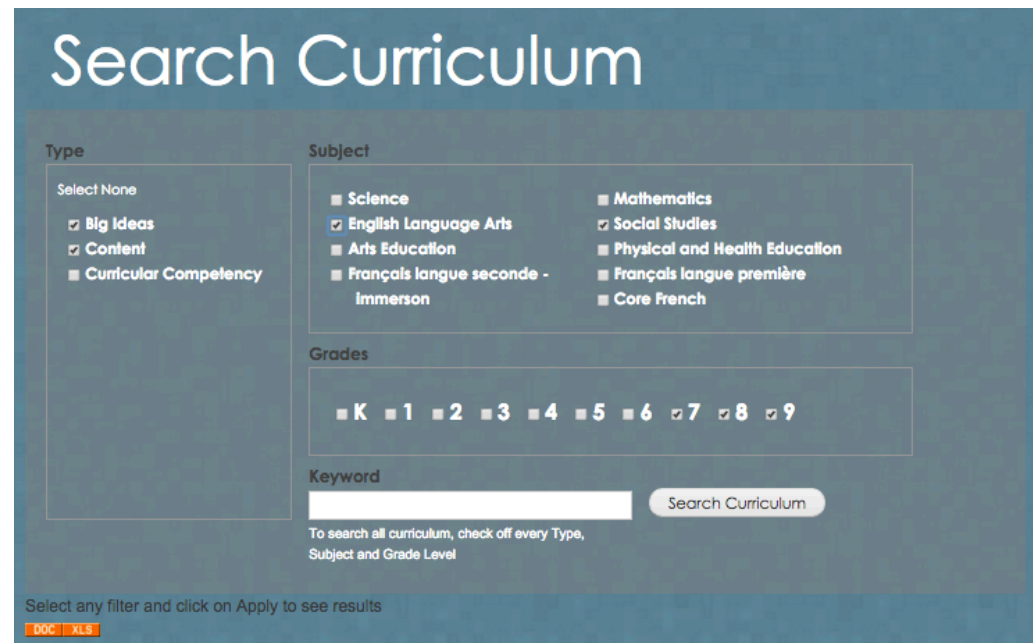 Search Curriculum
Type
Select None
Big Ideas
Content
Curricular Competency
Subject
Science
English Language Arts
Arts Education
Français langue seconde -
immerson
Mathematics
Social Studies
Physical and Health Education
Français langue première
Core French
Grades
K 1 2 3 4 5 6 7 8 9
Keyword
Search Curriculum
To search all curriculum, check off every Type,
Subject and Grade Level
Select any filter and click on Apply to see results
DOC XLS